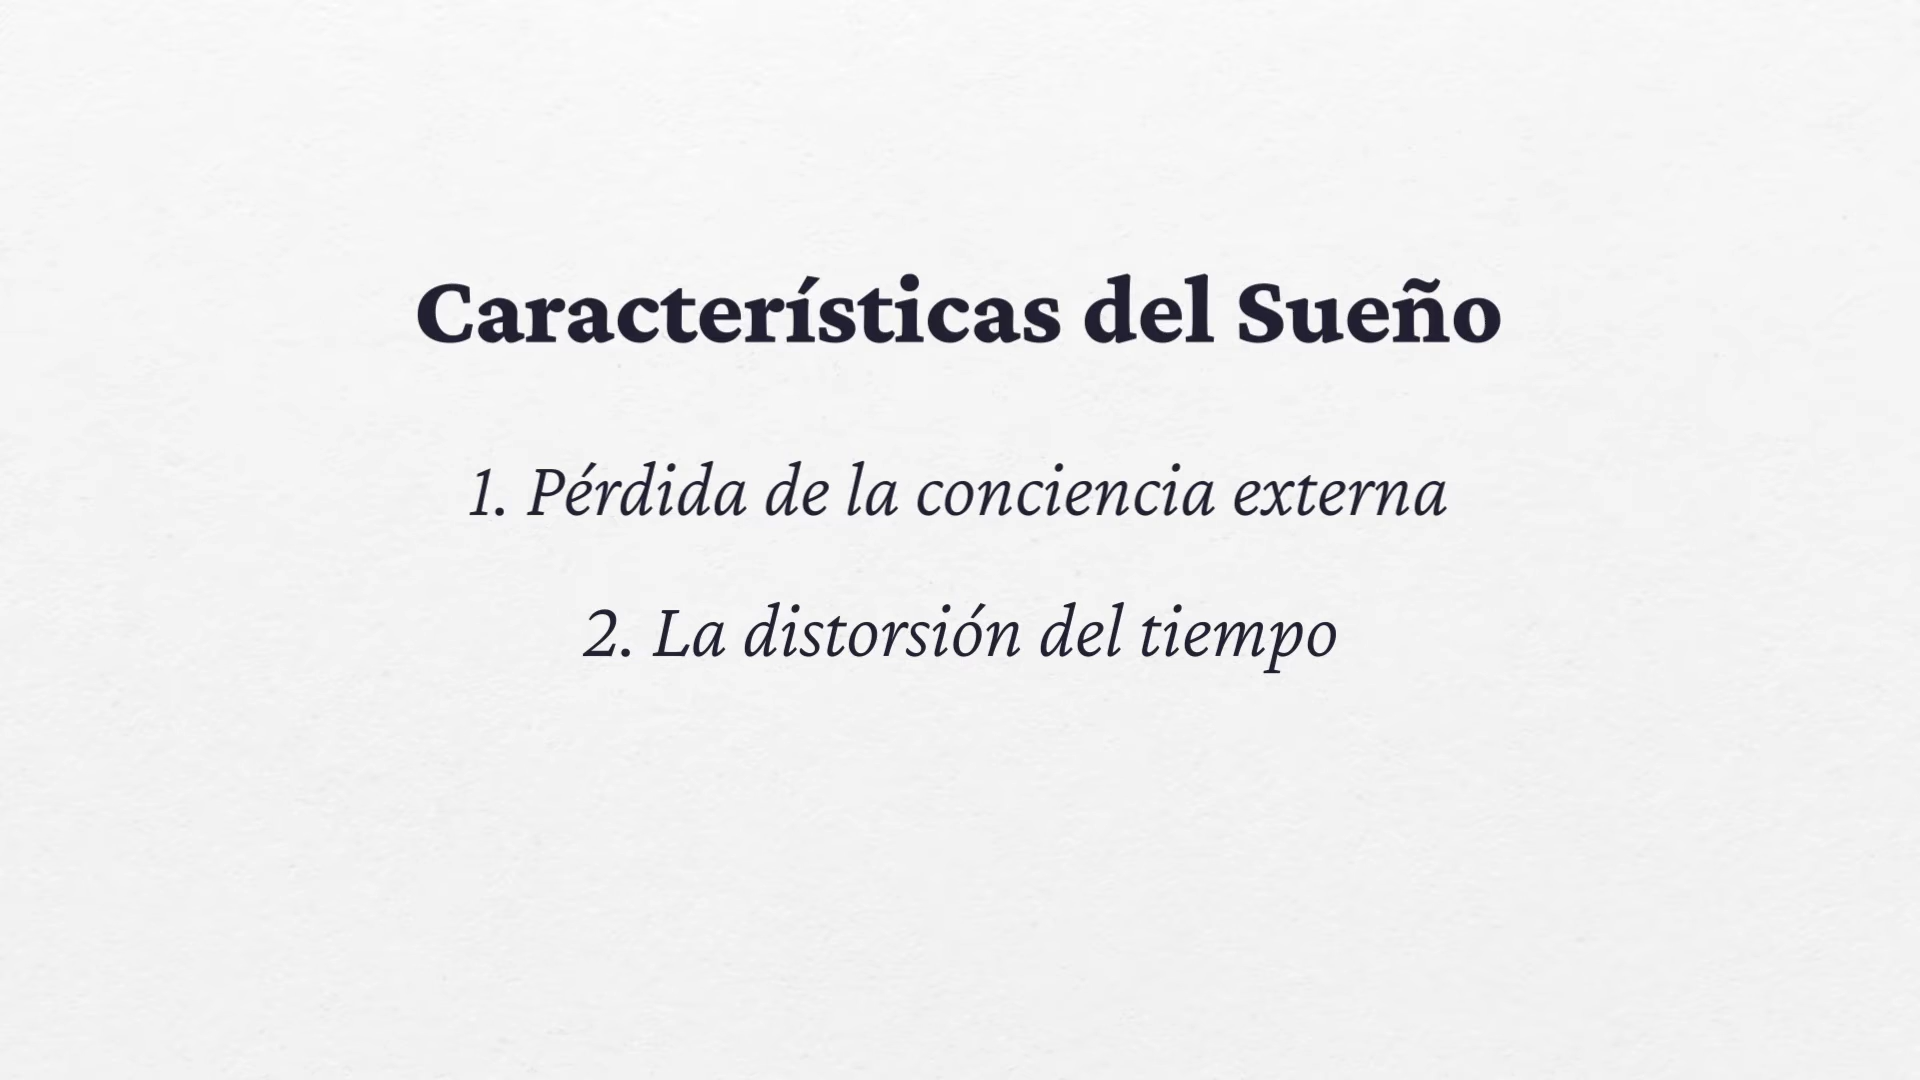 Características del Sueño
1. Pérdida de la conciencia externa
2. La distorsión del tiempo